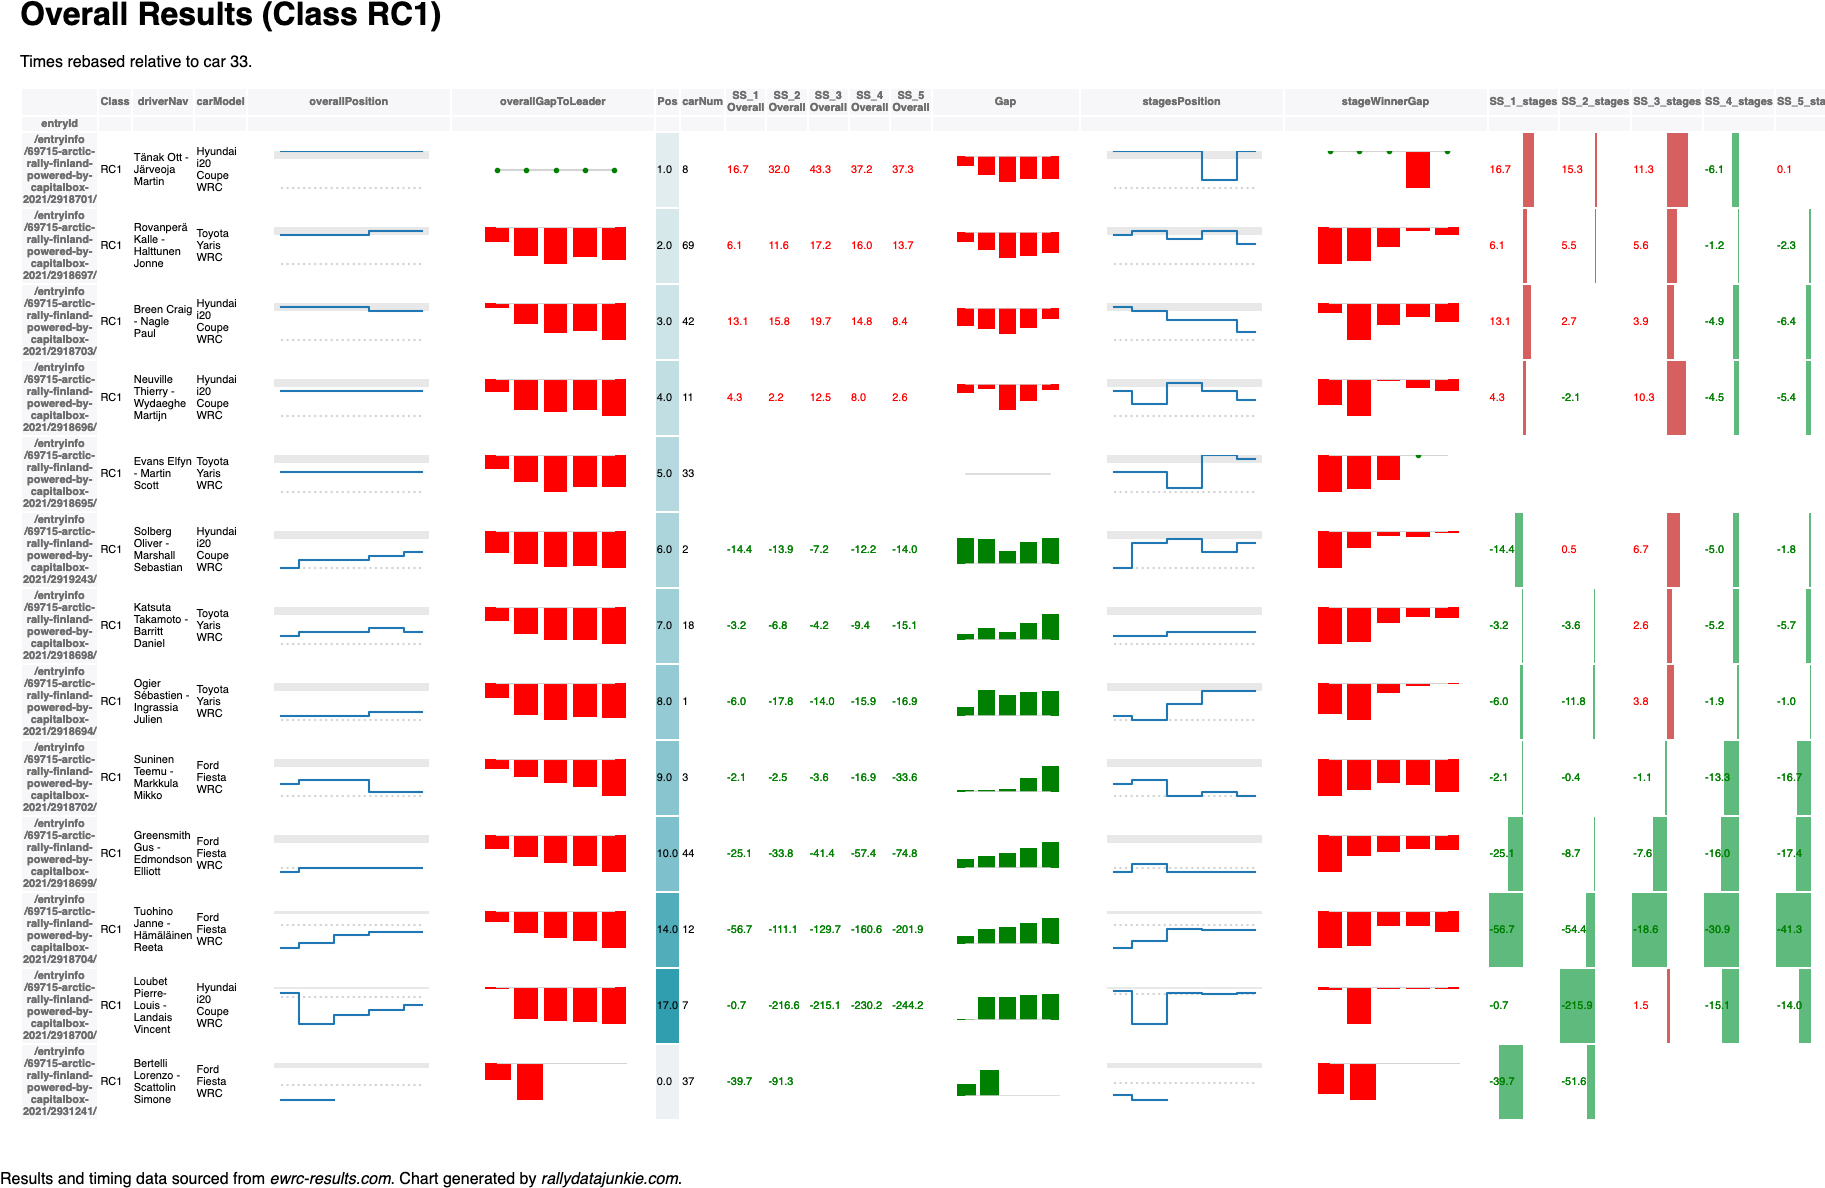 Overall Results (Class RC1)
Times rebased relative to car 33.
Class driverNav carModel overallPosition overallGapToLeader Pos carNum SS_1 Overall SS_2 Overall SS_3 Overall SS_4 Overall SS_5 Overall Gap stagesPosition stageWinnerGap SS_1_stages SS_2_stages SS_3_stages SS_4_stages SS_5_sta
entryId
/entryinfo/69715-arctic-rally-finland-powered-by-capitalbox-2021/2918701/ RC1 Tänak Ott - Järveoja Martin Hyundai i20 Coupe WRC 1.0 8 16.7 32.0 43.3 37.2 37.3 16.7 15.3 11.3 -6.1 0.1
/entryinfo/69715-arctic-rally-finland-powered-by-capitalbox-2021/2918697/ RC1 Rovanperä Kalle - Halttunen Jonne Toyota Yaris WRC 2.0 69 6.1 11.6 17.2 16.0 13.7 6.1 5.5 5.6 -1.2 -2.3
/entryinfo/69715-arctic-rally-finland-powered-by-capitalbox-2021/2918703/ RC1 Breen Craig - Nagle Paul Hyundai i20 Coupe WRC 3.0 42 13.1 15.8 19.7 14.8 8.4 13.1 2.7 3.9 -4.9 -6.4
/entryinfo/69715-arctic-rally-finland-powered-by-capitalbox-2021/2918696/ RC1 Neuville Thierry - Wydaeghe Martijn Hyundai i20 Coupe WRC 4.0 11 4.3 2.2 12.5 8.0 2.6 4.3 -2.1 10.3 -4.5 -5.4
/entryinfo/69715-arctic-rally-finland-powered-by-capitalbox-2021/2918695/ RC1 Evans Elfyn - Martin Scott Toyota Yaris WRC 5.0 33
/entryinfo/69715-arctic-rally-finland-powered-by-capitalbox-2021/2919243/ RC1 Solberg Oliver - Marshall Sebastian Hyundai i20 Coupe WRC 6.0 2 -14.4 -13.9 -7.2 -12.2 -14.0 -14.4 0.5 6.7 -5.0 -1.8
/entryinfo/69715-arctic-rally-finland-powered-by-capitalbox-2021/2918698/ RC1 Katsuta Takamoto - Barritt Daniel Toyota Yaris WRC 7.0 18 -3.2 -6.8 -4.2 -9.4 -15.1 -3.2 -3.6 2.6 -5.2 -5.7
/entryinfo/69715-arctic-rally-finland-powered-by-capitalbox-2021/2918694/ RC1 Ogier Sébastien - Ingrassia Julien Toyota Yaris WRC 8.0 1 -6.0 -17.8 -14.0 -15.9 -16.9 -6.0 -11.8 3.8 -1.9 -1.0
/entryinfo/69715-arctic-rally-finland-powered-by-capitalbox-2021/2918702/ RC1 Suninen Teemu - Markkula Mikko Ford Fiesta WRC 9.0 3 -2.1 -2.5 -3.6 -16.9 -33.6 -2.1 -0.4 -1.1 -13.3 -16.7
/entryinfo/69715-arctic-rally-finland-powered-by-capitalbox-2021/2918699/ RC1 Greensmith Gus - Edmondson Elliott Ford Fiesta WRC 10.0 44 -25.1 -33.8 -41.4 -57.4 -74.8 -25.1 -8.7 -7.6 -16.0 -17.4
/entryinfo/69715-arctic-rally-finland-powered-by-capitalbox-2021/2918704/ RC1 Tuohino Janne - Hämäläinen Reeta Ford Fiesta WRC 14.0 12 -56.7 -111.1 -129.7 -160.6 -201.9 -56.7 -54.4 -18.6 -30.9 -41.3
/entryinfo/69715-arctic-rally-finland-powered-by-capitalbox-2021/2918700/ RC1 Loubet Pierre-Louis - Landais Vincent Hyundai i20 Coupe WRC 17.0 7 -0.7 -216.6 -215.1 -230.2 -244.2 -0.7 -215.9 1.5 -15.1 -14.0
/entryinfo/69715-arctic-rally-finland-powered-by-capitalbox-2021/2931241/ RC1 Bertelli Lorenzo - Scattolin Simone Ford Fiesta WRC 0.0 37 -39.7 -91.3 -39.7 -51.6
Results and timing data sourced from ewrc-results.com. Chart generated by rallydatajunkie.com.